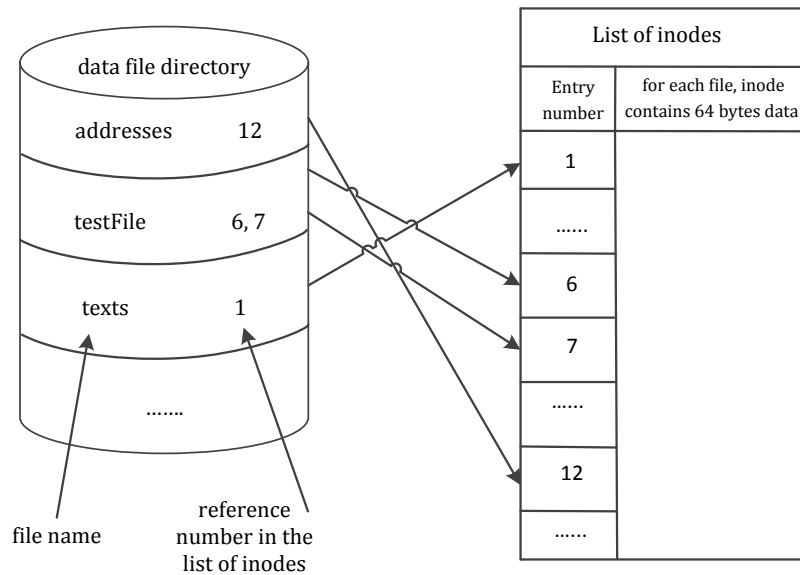 data file directory
addresses 12
testFile 6, 7
texts 1
.......
file name
reference
number in the
list of inodes
List of inodes
Entry
number
for each file, inode
contains 64 bytes data
1
......
6
7
......
12
......